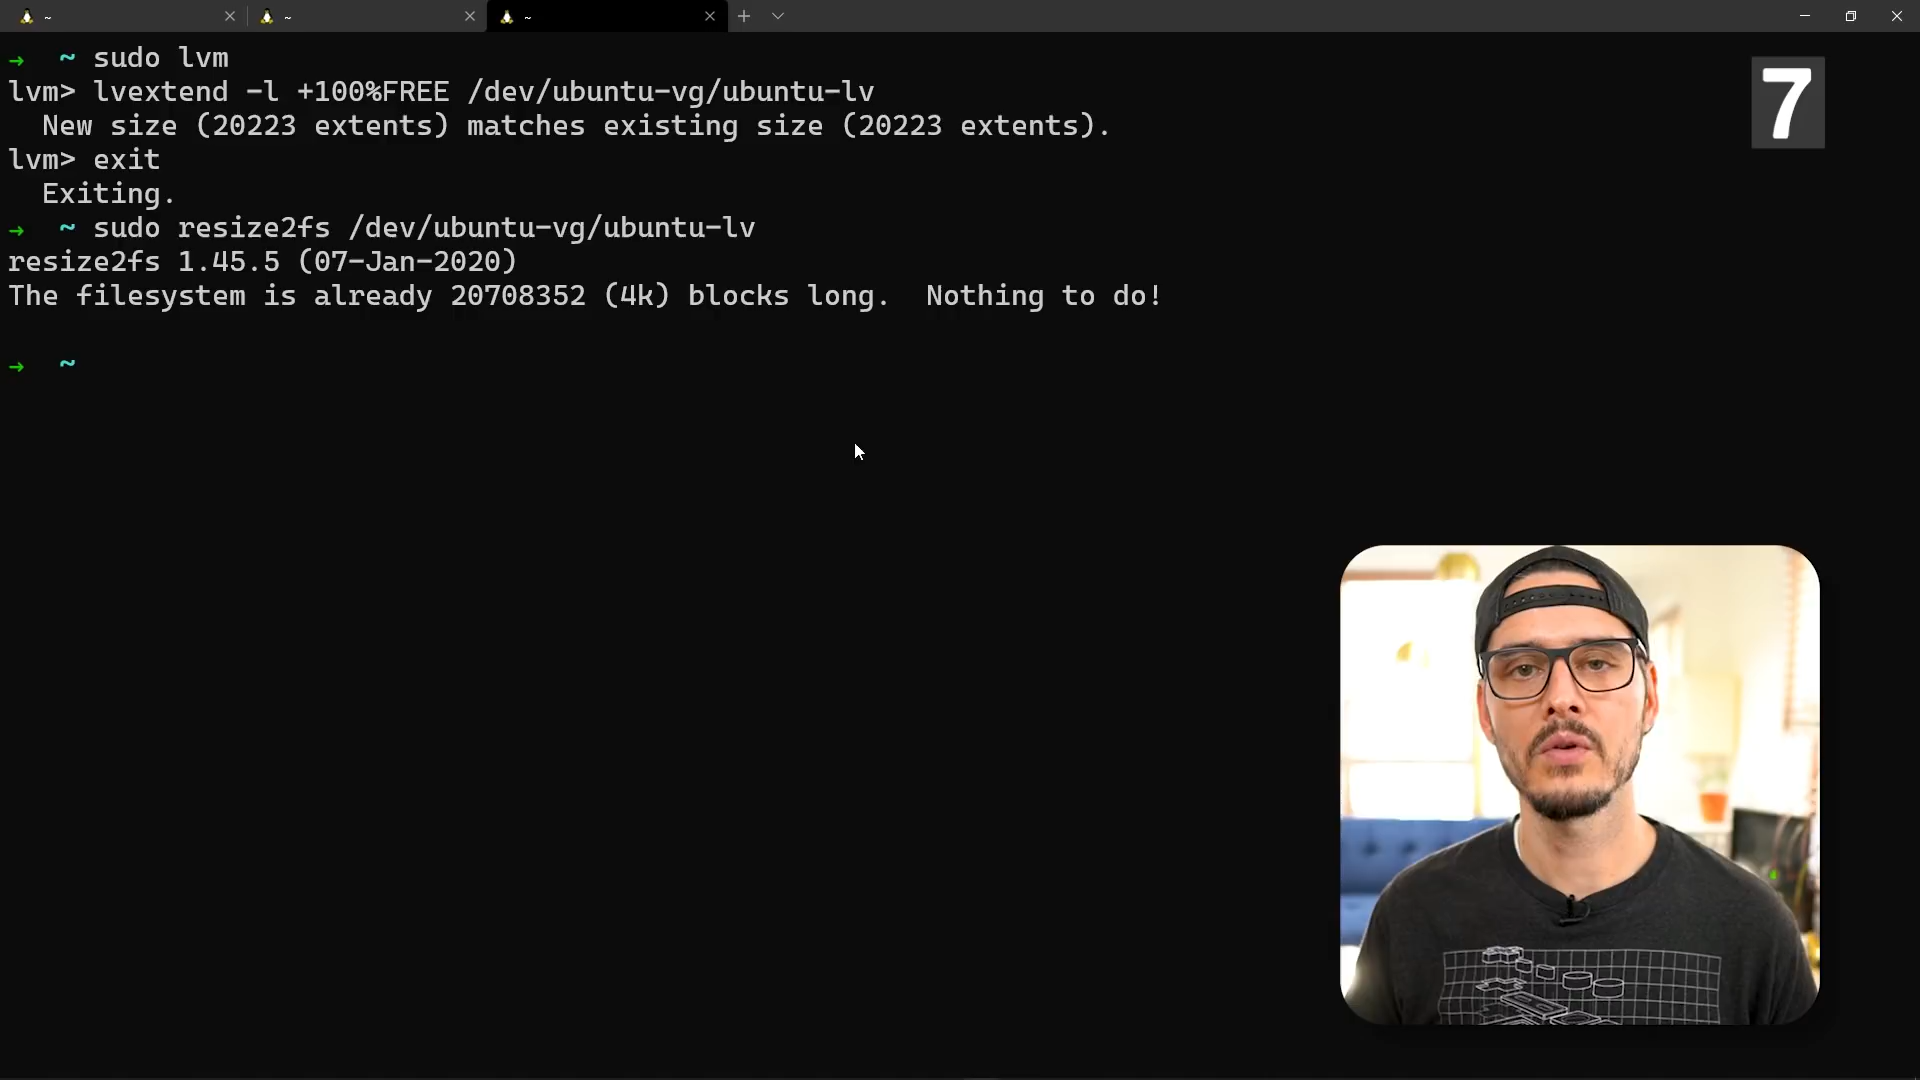 ~
~
~
→ ~ sudo lvm
lvm> lvextend -l +100%FREE /dev/ubuntu-vg/ubuntu-lv
New size (20223 extents) matches existing size (20223 extents).
lvm> exit
Exiting.
→ ~ sudo resize2fs /dev/ubuntu-vg/ubuntu-lv
resize2fs 1.45.5 (07-Jan-2020)
The filesystem is already 20708352 (4k) blocks long.  Nothing to do!
→ ~
7